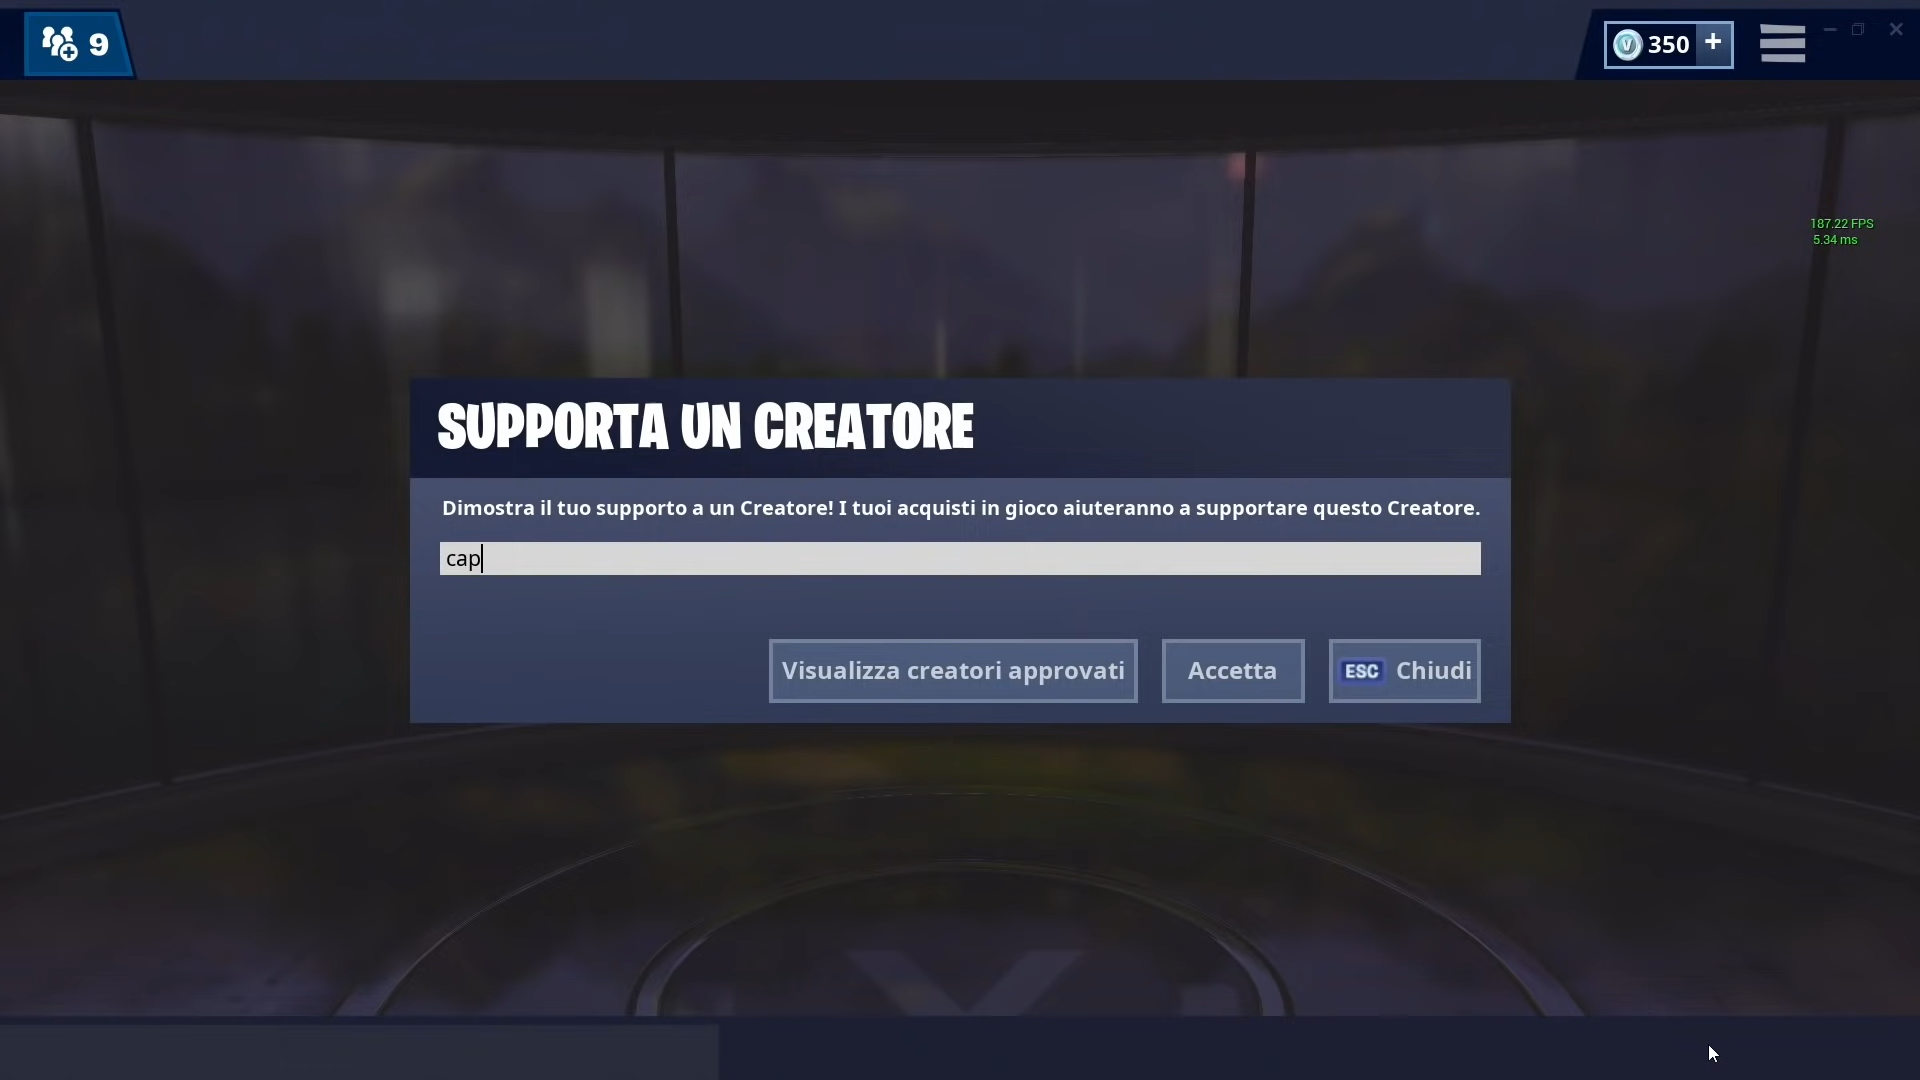 9
350 +
187.22 FPS
5.34 ms
SUPPORTA UN CREATORE
Dimostra il tuo supporto a un Creatore! I tuoi acquisti in gioco aiuteranno a supportare questo Creatore.
cap
Visualizza creatori approvati
Accetta
ESC Chiudi